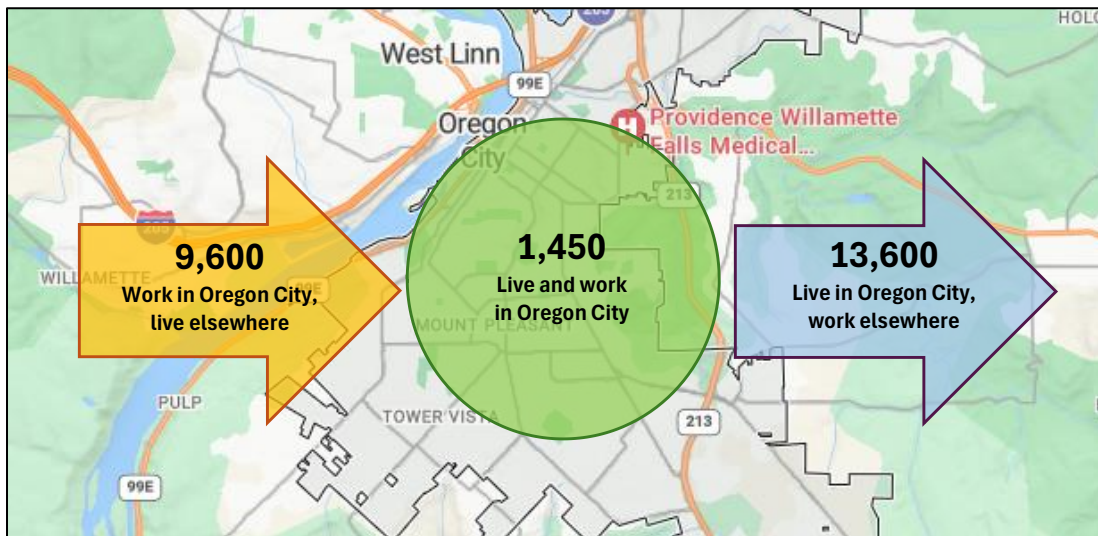 205
HOLC
West Linn
99E
Providence Willamette
Falls Medical...
H
Oregon
City
213
205
9,600
Work in Oregon City,
live elsewhere
1,450
Live and work
in Oregon City
13,600
Live in Oregon City,
work elsewhere
WILLAMETTE
99E
MOUNT PLEASANT
PULP
TOWER VISTA
213
99E